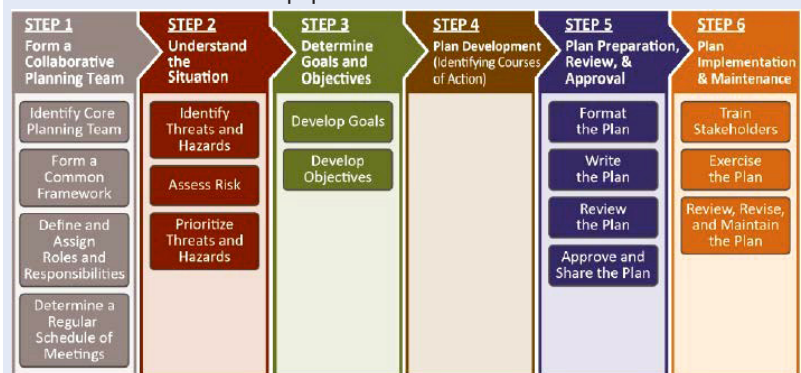 STEP 1
Form a
Collaborative
Planning Team
Identify Core
Planning Team
Form a
Common
Framework
Define and
Assign
Roles and
Responsibilities
Determine a
Regular
Schedule of
Meetings
STEP 2
Understand
the
Situation
Identify
Threats and
Hazards
Assess Risk
Prioritize
Threats and
Hazards
STEP 3
Determine
Goals and
Objectives
Develop Goals
Develop
Objectives
STEP 4
Plan Development
(Identifying Courses
of Action)
STEP 5
Plan Preparation,
Review, &
Approval
Format
the Plan
Write
the Plan
Review
the Plan
Approve and
Share the Plan
STEP 6
Plan
Implementation
& Maintenance
Train
Stakeholders
Exercise
the Plan
Review, Revise,
and Maintain
the Plan